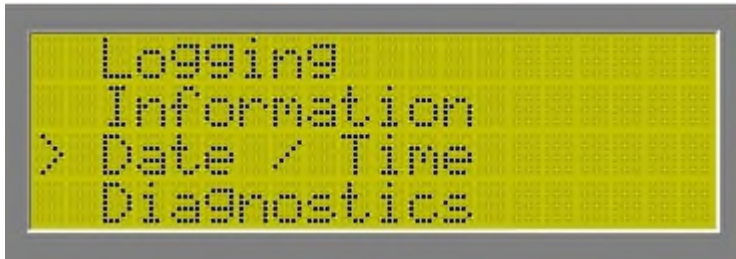 Logging
Information
> Date / Time
Diagnostics